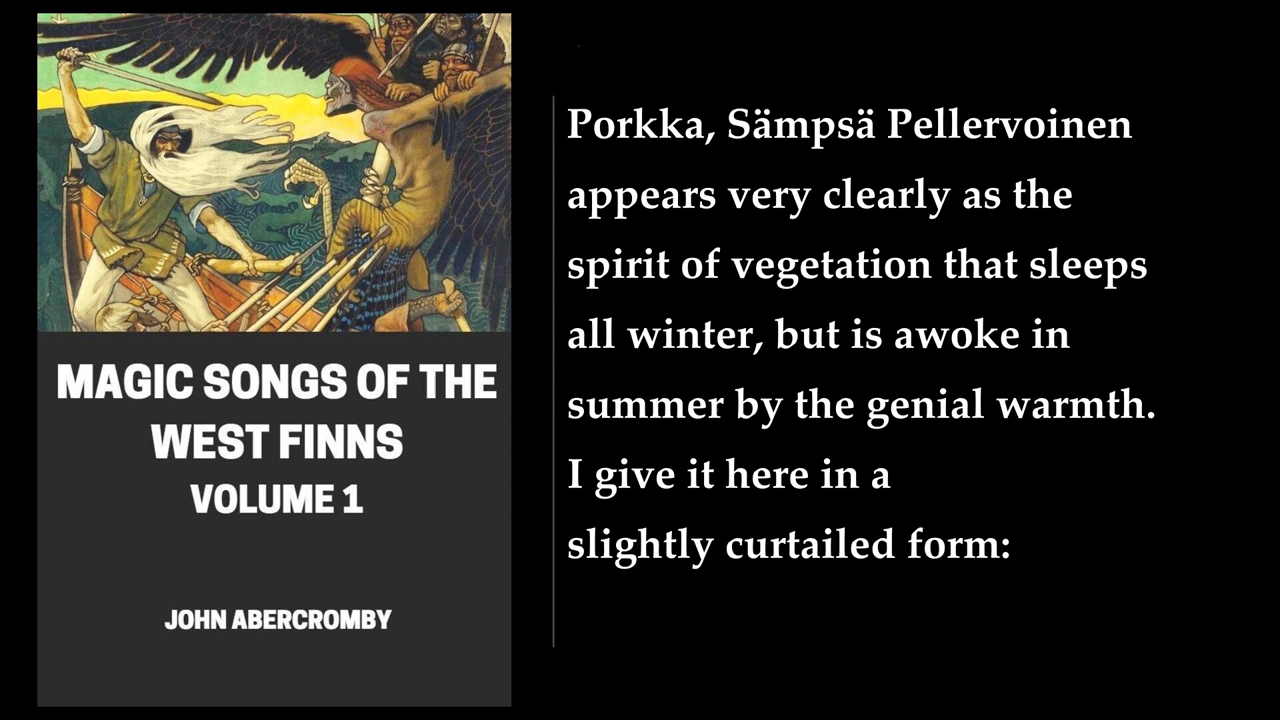 MAGIC SONGS OF THE
WEST FINNS
VOLUME 1
JOHN ABERCROMBY
Porkka, Sämpsä Pellervoinen
appears very clearly as the
spirit of vegetation that sleeps
all winter, but is awoke in
summer by the genial warmth.
I give it here in a
slightly curtailed form: